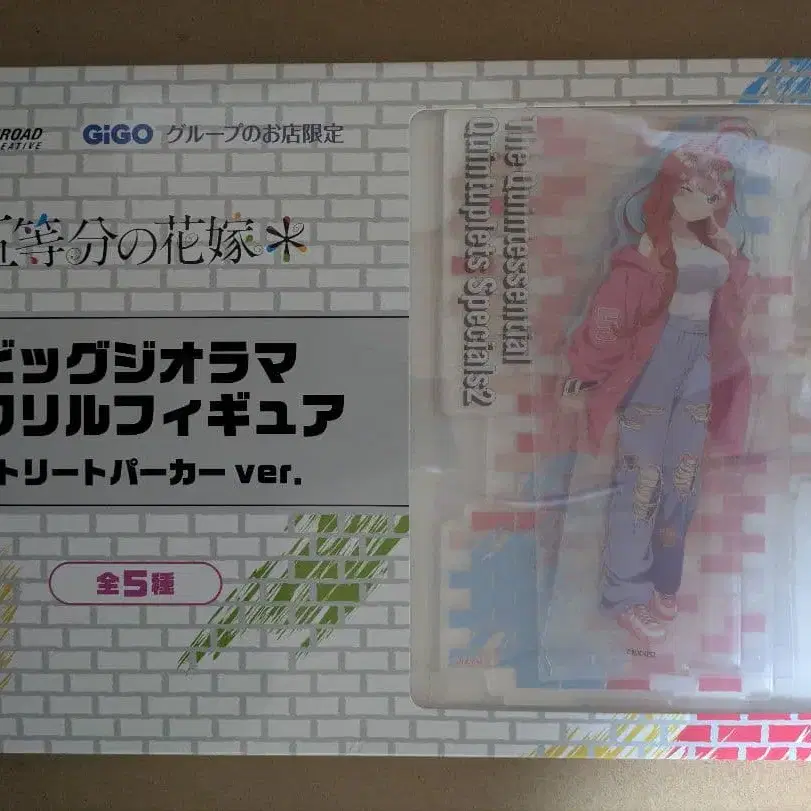 ROAD
EATIVE
GiGO グループのお店限定
五等分の花嫁*
ビッグジオラマ
クリルフィギュア
トリートパーカー ver.
全5種
The Quintessential
Quintuplets Specials2